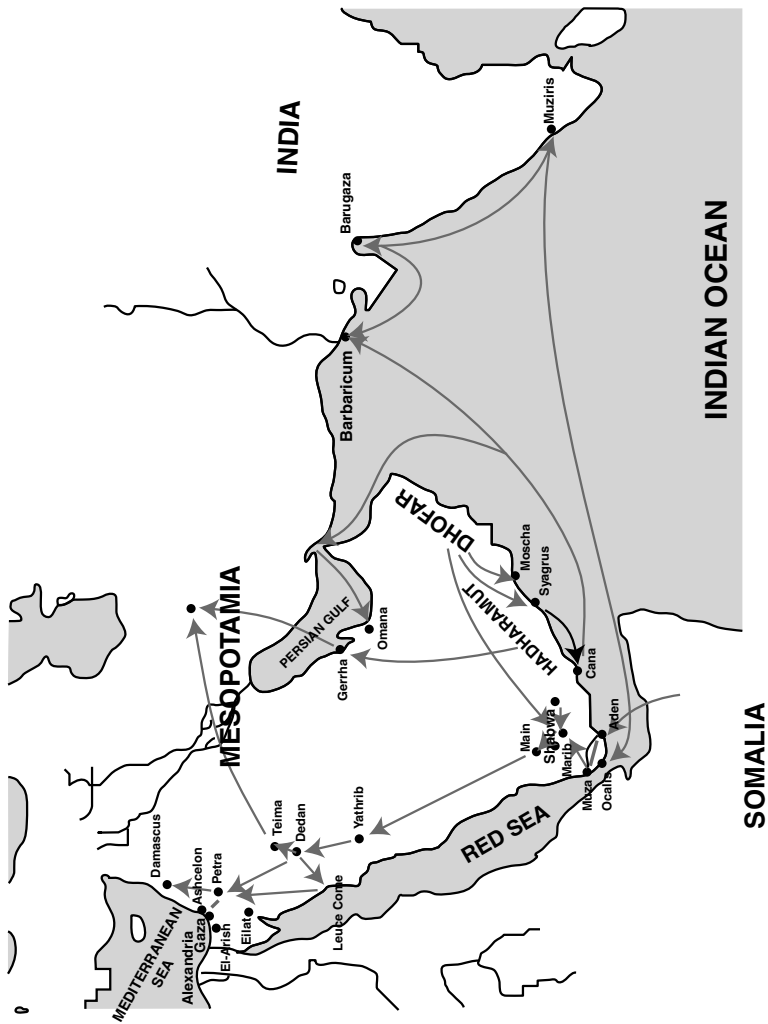 MEDITERRANEAN
SEA
Alexandria
El-Arish
Gaza
Ashcelon
Damascus
Petra
Eilat
Leuce Come
Teima
Dedan
Yathrib
RED SEA
MESOPOTAMIA
PERSIAN GULF
Gerrha
Omana
Main
Shabwa
Marib
Muza
Ocalis
Aden
Cana
HADHARAMUT
DHOFAR
Syagrus
Moscha
SOMALIA
Barbaricum
Barugaza
INDIA
Muziris
INDIAN OCEAN